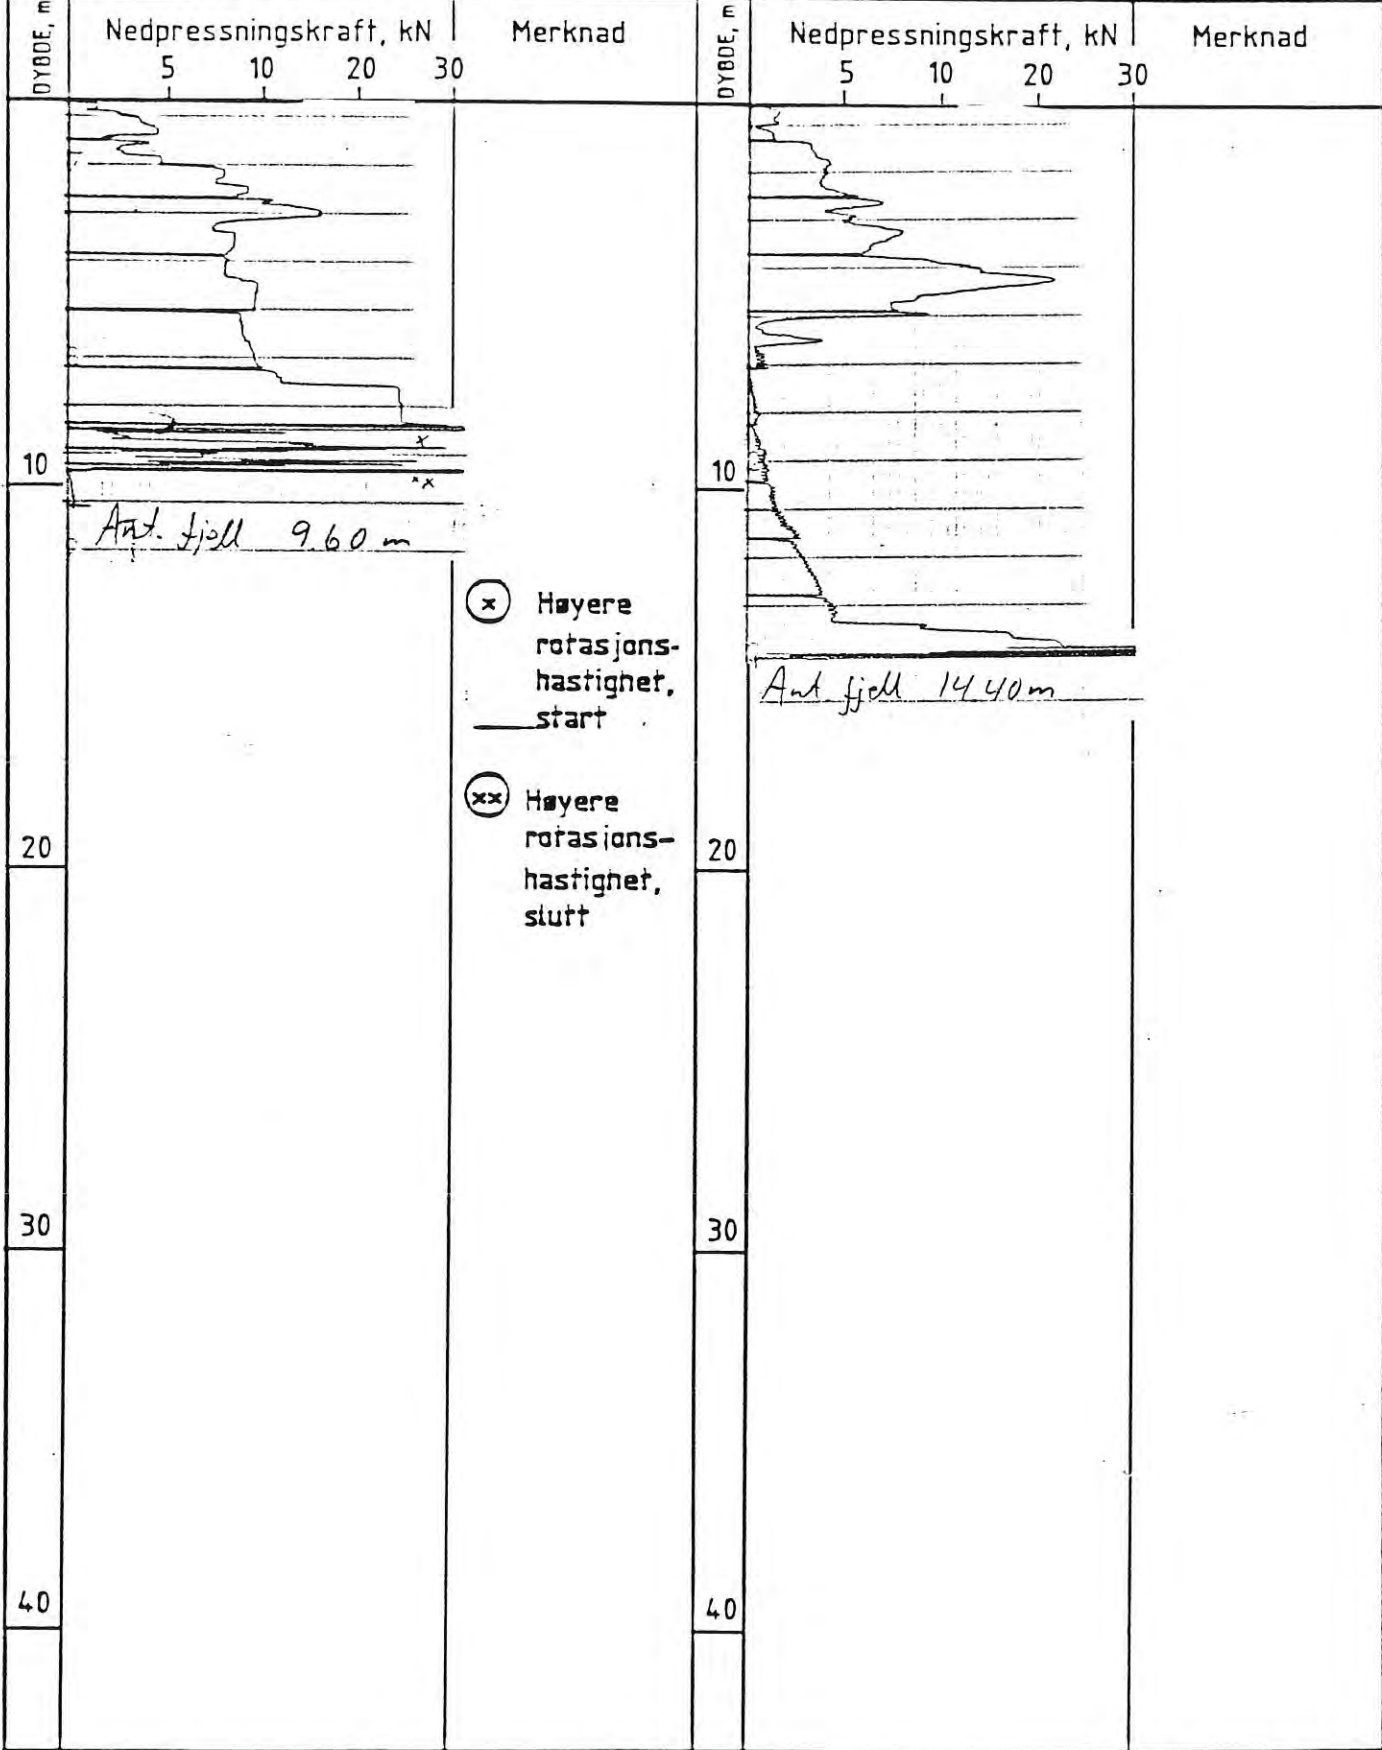 DYBDE, m
Nedpressningskraft, kN
Merknad
5 10 20 30
10
x
xx
Ant. fjell 9.60 m
x Høyere
rotasjons-
hastighet,
start
xx Høyere
rotasjons-
hastighet,
slutt
20
30
40
DYBDE, m
Nedpressningskraft, kN
Merknad
5 10 20 30
10
Ant. fjell 14.40 m
20
30
40